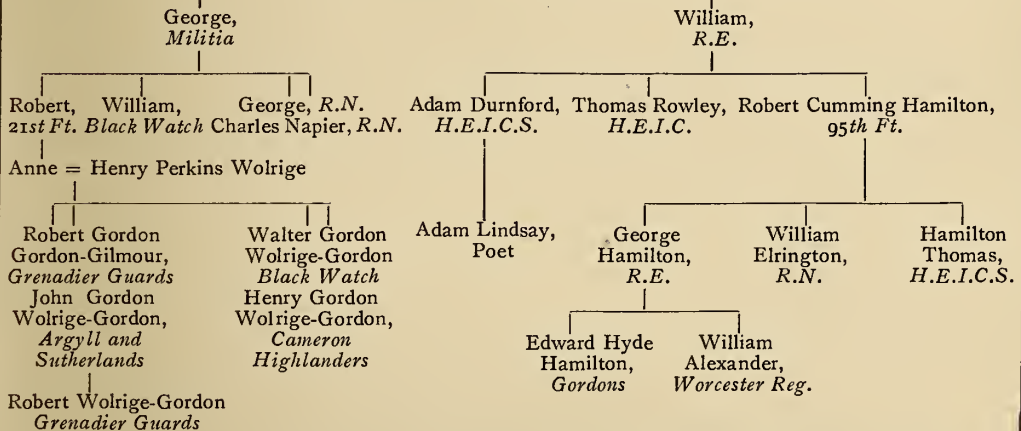 George,
Militia
William,
R.E.
Robert,
21st Ft.
William,
Black Watch
George, R.N.
Charles Napier, R.N.
Adam Durnford,
H.E.I.C.S.
Thomas Rowley,
H.E.I.C.
Robert Cumming Hamilton,
95th Ft.
Anne = Henry Perkins Wolrige
Robert Gordon
Gordon-Gilmour,
Grenadier Guards
John Gordon
Wolrige-Gordon,
Argyll and
Sutherlands
Walter Gordon
Wolrige-Gordon
Black Watch
Henry Gordon
Wolrige-Gordon,
Cameron
Highlanders
Adam Lindsay,
Poet
George
Hamilton,
R.E.
William
Elrington,
R.N.
Hamilton
Thomas,
H.E.I.C.S.
Edward Hyde
Hamilton,
Gordons
William
Alexander,
Worcester Reg.
Robert Wolrige-Gordon
Grenadier Guards